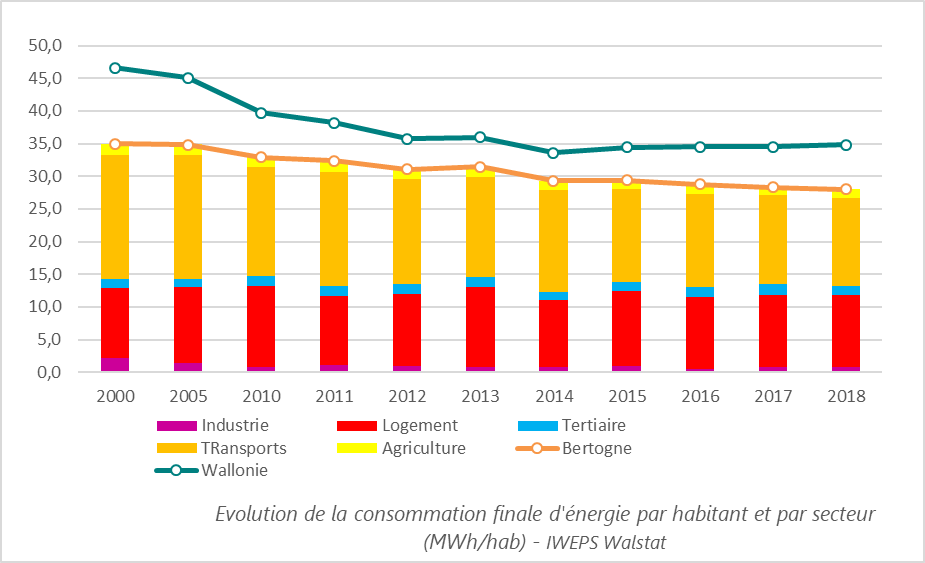 50,0
45,0
40,0
35,0
30,0
25,0
20,0
15,0
10,0
5,0
0,0
2000 2005 2010 2011 2012 2013 2014 2015 2016 2017 2018
Industrie Logement Tertiaire
TRansports Agriculture Bertogne
Wallonie
Evolution de la consommation finale d'énergie par habitant et par secteur
(MWh/hab) - IWEPS Walstat